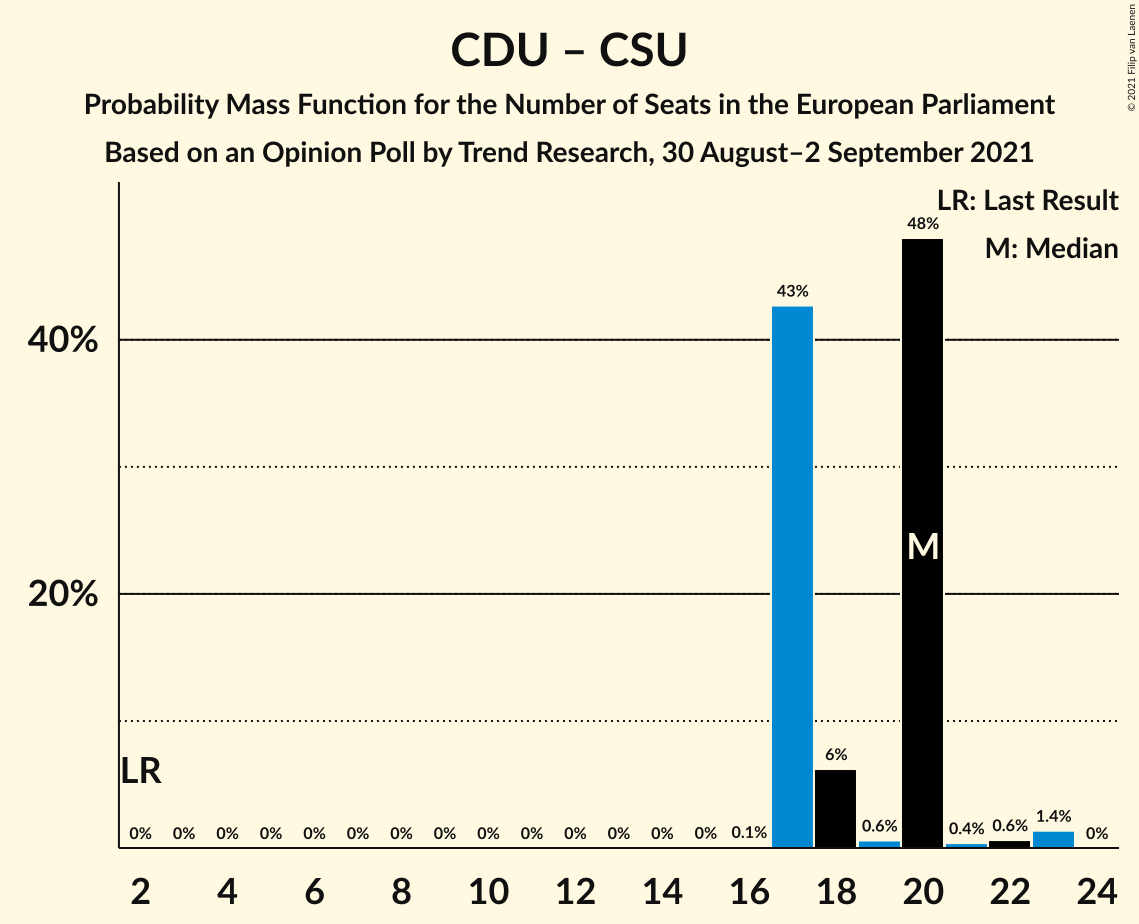 CDU – CSU
Probability Mass Function for the Number of Seats in the European Parliament
Based on an Opinion Poll by Trend Research, 30 August–2 September 2021
© 2021 Filip van Laenen
LR: Last Result
M: Median
48%
43%
40%
M
20%
LR
6%
0% 0% 0% 0% 0% 0% 0% 0% 0% 0% 0% 0% 0% 0% 0.1% 0.6% 0.4% 0.6% 1.4% 0%
2 4 6 8 10 12 14 16 18 20 22 24